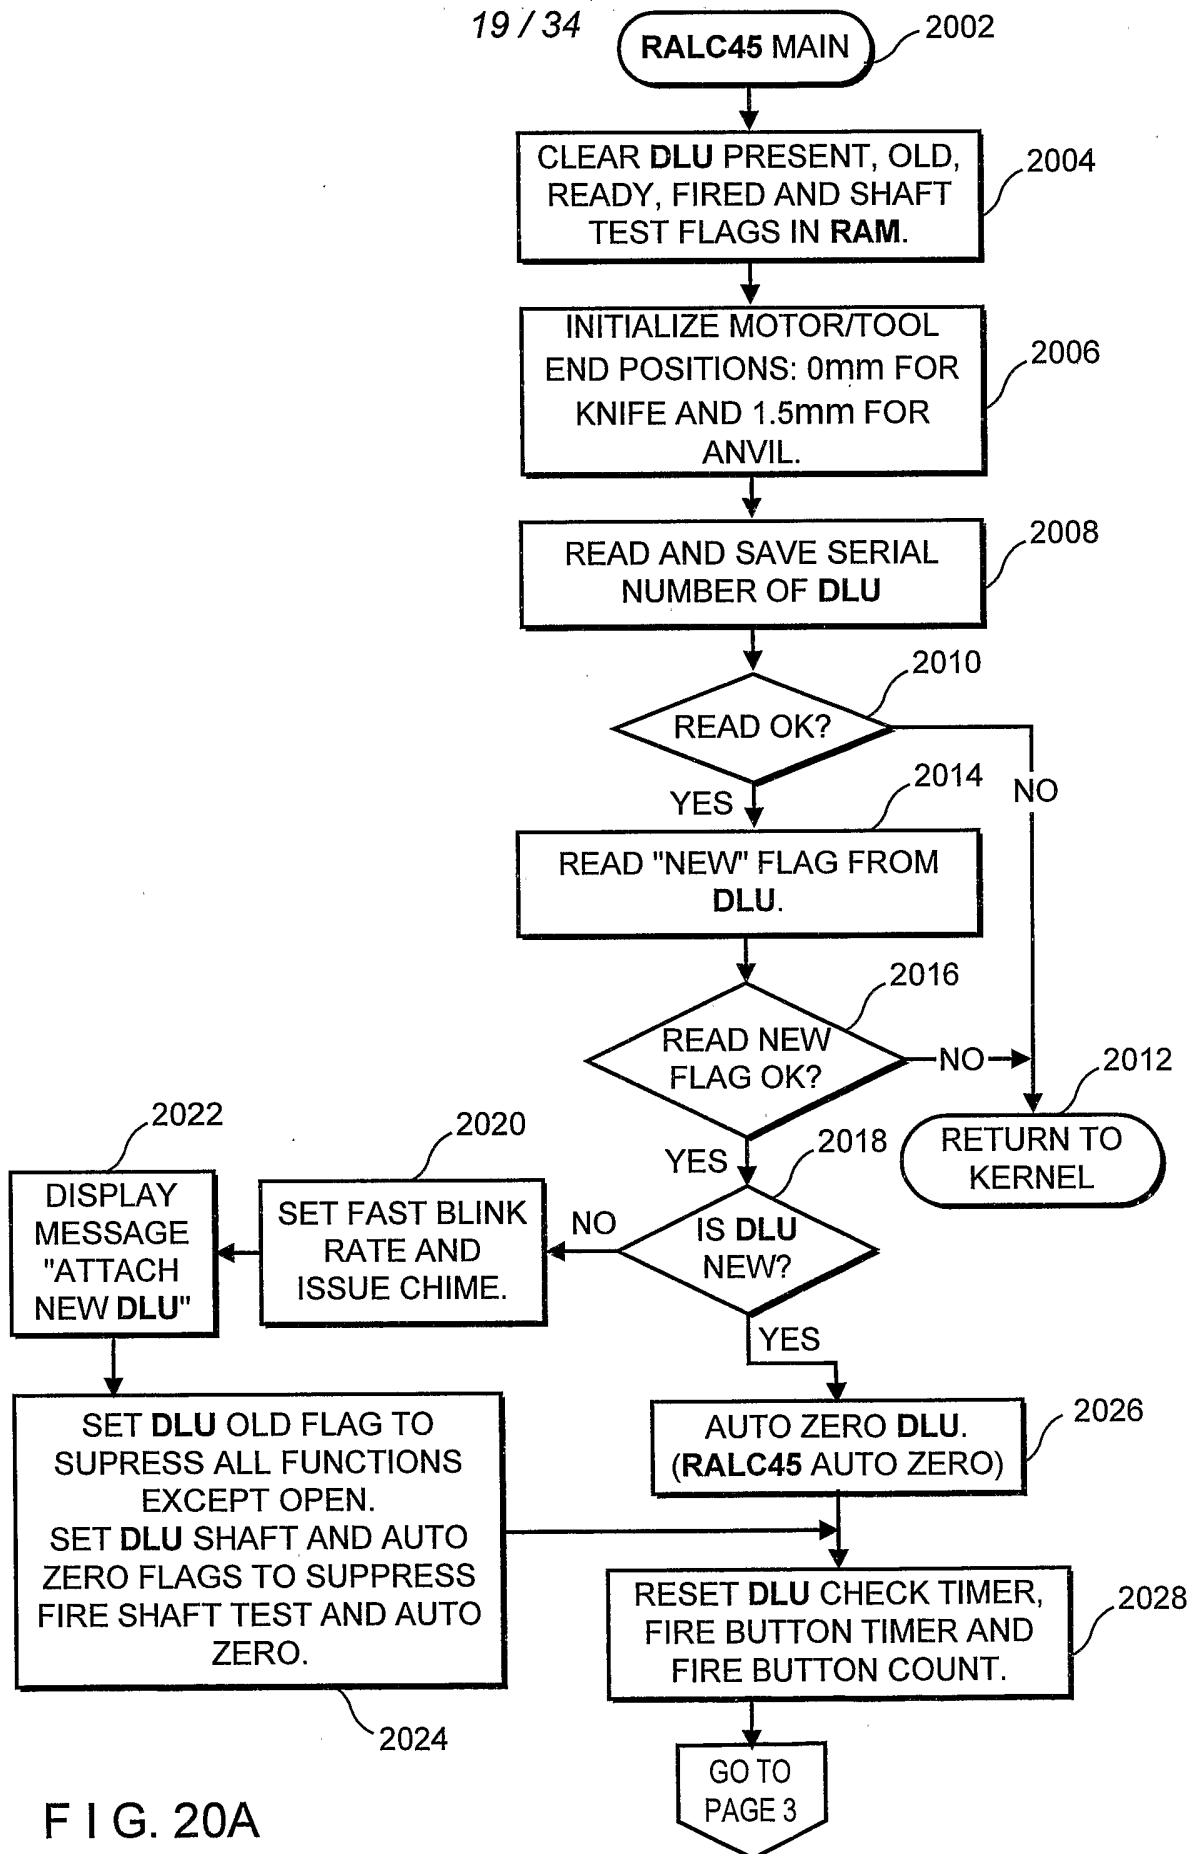 19 / 34
RALC45 MAIN
2002
CLEAR DLU PRESENT, OLD,
READY, FIRED AND SHAFT
TEST FLAGS IN RAM.
2004
INITIALIZE MOTOR/TOOL
END POSITIONS: 0mm FOR
KNIFE AND 1.5mm FOR
ANVIL.
2006
READ AND SAVE SERIAL
NUMBER OF DLU
2008
READ OK?
2010
YES
NO
2014
READ "NEW" FLAG FROM
DLU.
READ NEW
FLAG OK?
2016
NO
YES
2012
RETURN TO
KERNEL
IS DLU
NEW?
2018
NO
YES
2020
SET FAST BLINK
RATE AND
ISSUE CHIME.
2022
DISPLAY
MESSAGE
"ATTACH
NEW DLU"
SET DLU OLD FLAG TO
SUPRESS ALL FUNCTIONS
EXCEPT OPEN.
SET DLU SHAFT AND AUTO
ZERO FLAGS TO SUPPRESS
FIRE SHAFT TEST AND AUTO
ZERO.
2024
AUTO ZERO DLU.
(RALC45 AUTO ZERO)
2026
RESET DLU CHECK TIMER,
FIRE BUTTON TIMER AND
FIRE BUTTON COUNT.
2028
GO TO
PAGE 3
F I G. 20A